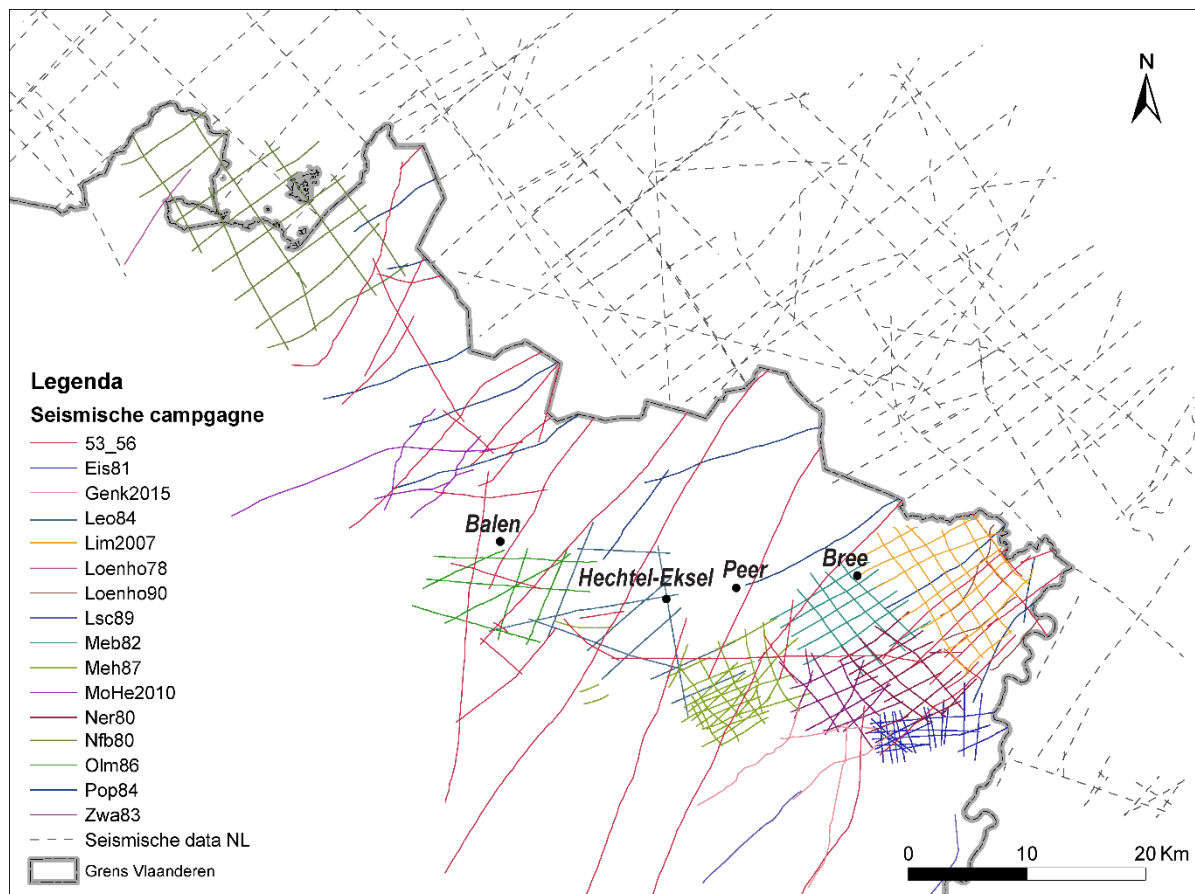 N
Balen
Hechtel-Eksel
Peer
Bree
Legenda
Seismische campgagne
53_56
Eis81
Genk2015
Leo84
Lim2007
Loenho78
Loenho90
Lsc89
Meb82
Meh87
MoHe2010
Ner80
Nfb80
Olm86
Pop84
Zwa83
Seismische data NL
Grens Vlaanderen
0 10 20 Km